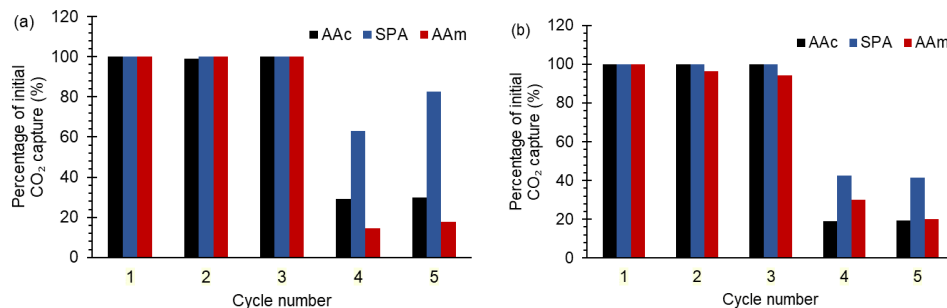 (a)
120
100
80
60
40
20
0
Percentage of initial
CO₂ capture (%)
AAc SPA AAm
1 2 3 4 5
Cycle number
(b)
120
100
80
60
40
20
0
Percentage of initial
CO₂ capture (%)
AAc SPA AAm
1 2 3 4 5
Cycle number